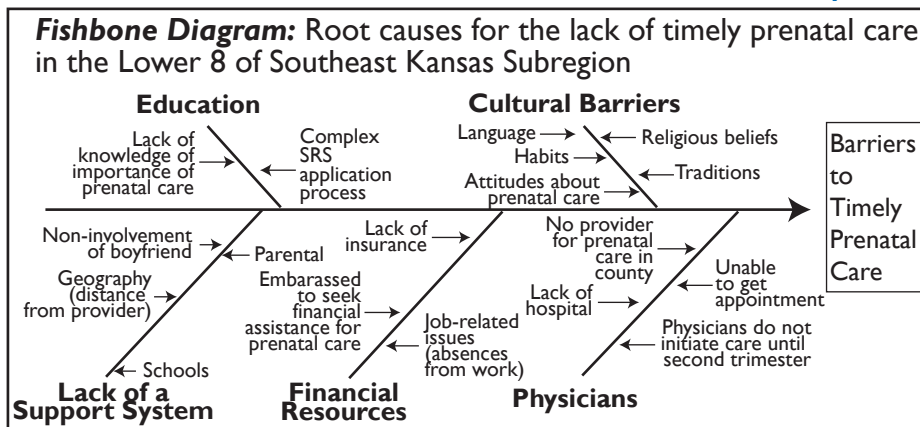 Fishbone Diagram: Root causes for the lack of timely prenatal care
in the Lower 8 of Southeast Kansas Subregion
Education
Lack of
knowledge of
importance of
prenatal care
Complex
SRS
application
process
Cultural Barriers
Language
Habits
Attitudes about
prenatal care
Religious beliefs
Traditions
Barriers
to
Timely
Prenatal
Care
Non-involvement
of boyfriend
Parental
Geography
(distance
from provider)
Schools
Lack of a
Support System
Lack of
insurance
Embarassed
to seek
financial
assistance for
prenatal care
Job-related
issues
(absences
from work)
Financial
Resources
No provider
for prenatal
care in
county
Unable
to get
appointment
Lack of
hospital
Physicians do not
initiate care until
second trimester
Physicians